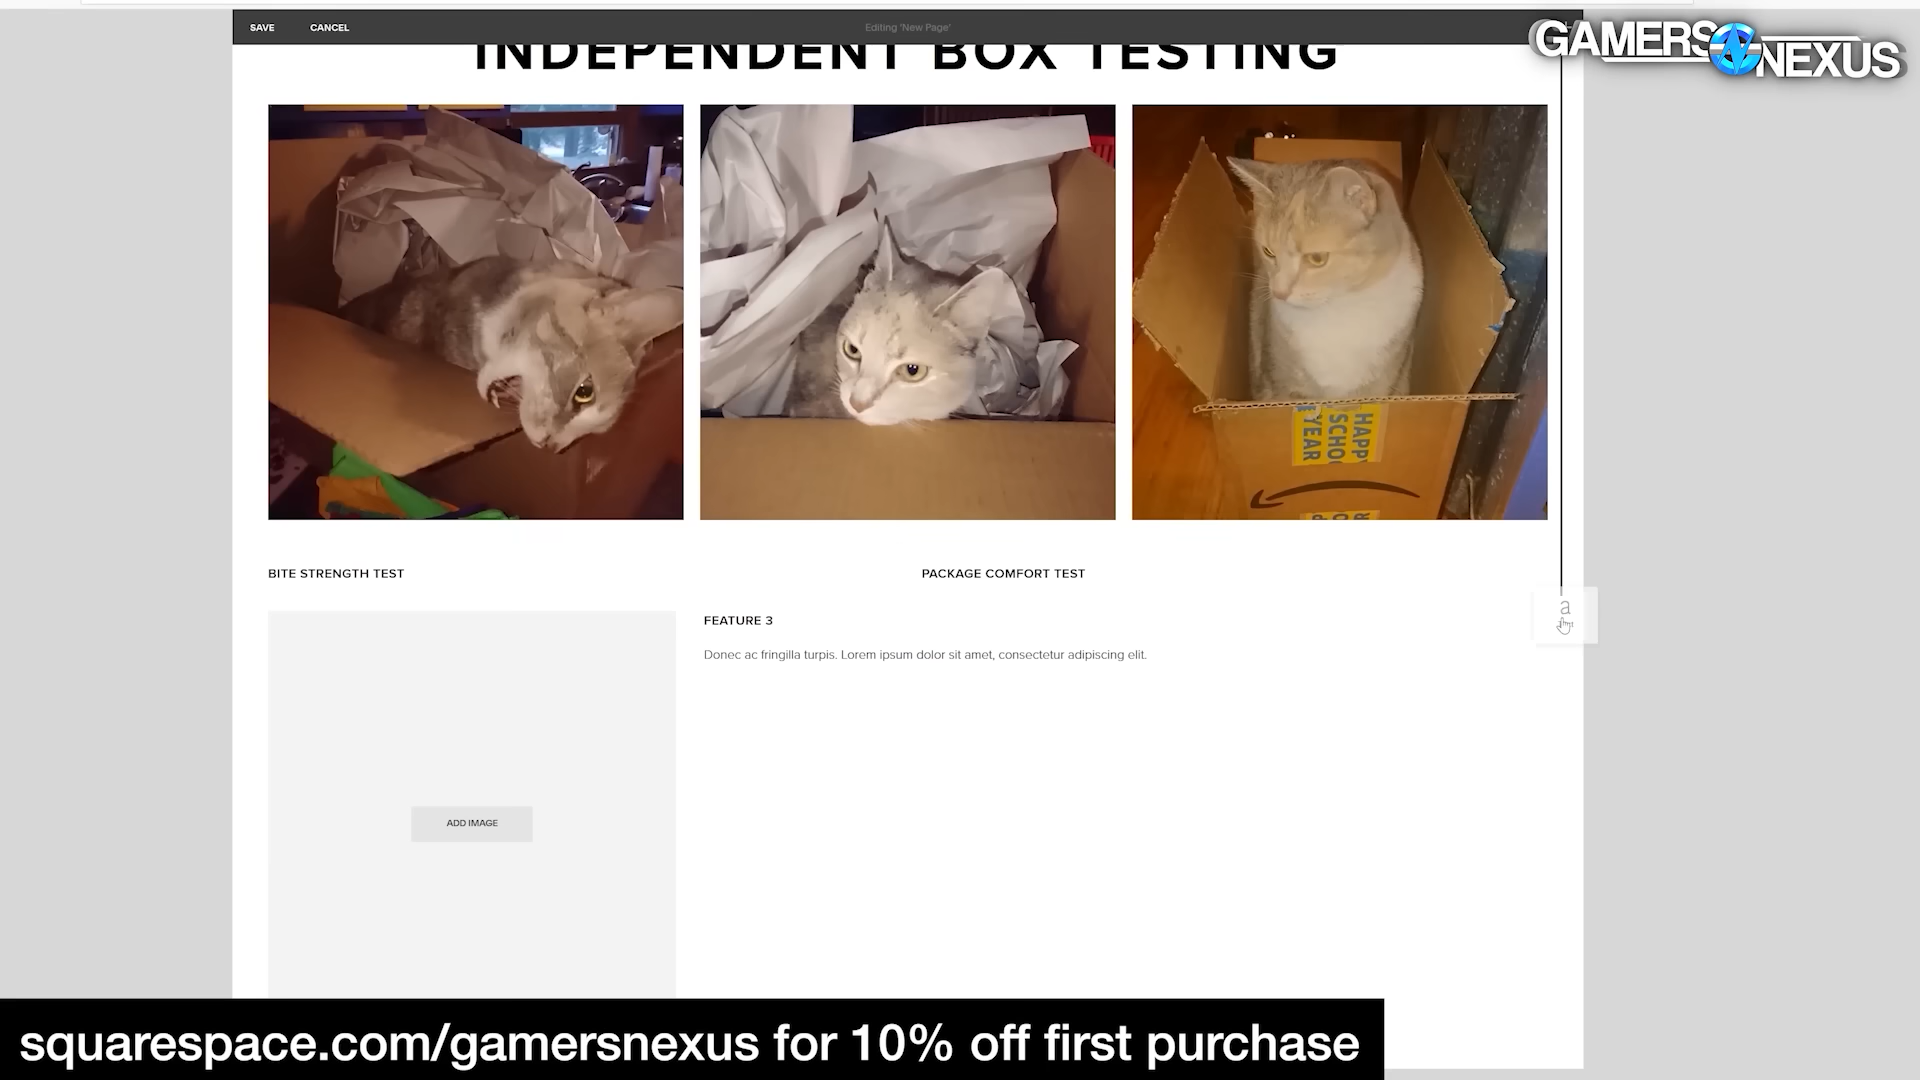 SAVE CANCEL Editing 'New Page'
GAMERS NEXUS
INDEPENDENT BOX TESTING
HAPP
SCHO
YEAR
BITE STRENGTH TEST
PACKAGE COMFORT TEST
a
FEATURE 3
Donec ac fringilla turpis. Lorem ipsum dolor sit amet, consectetur adipiscing elit.
ADD IMAGE
squarespace.com/gamersnexus for 10% off first purchase